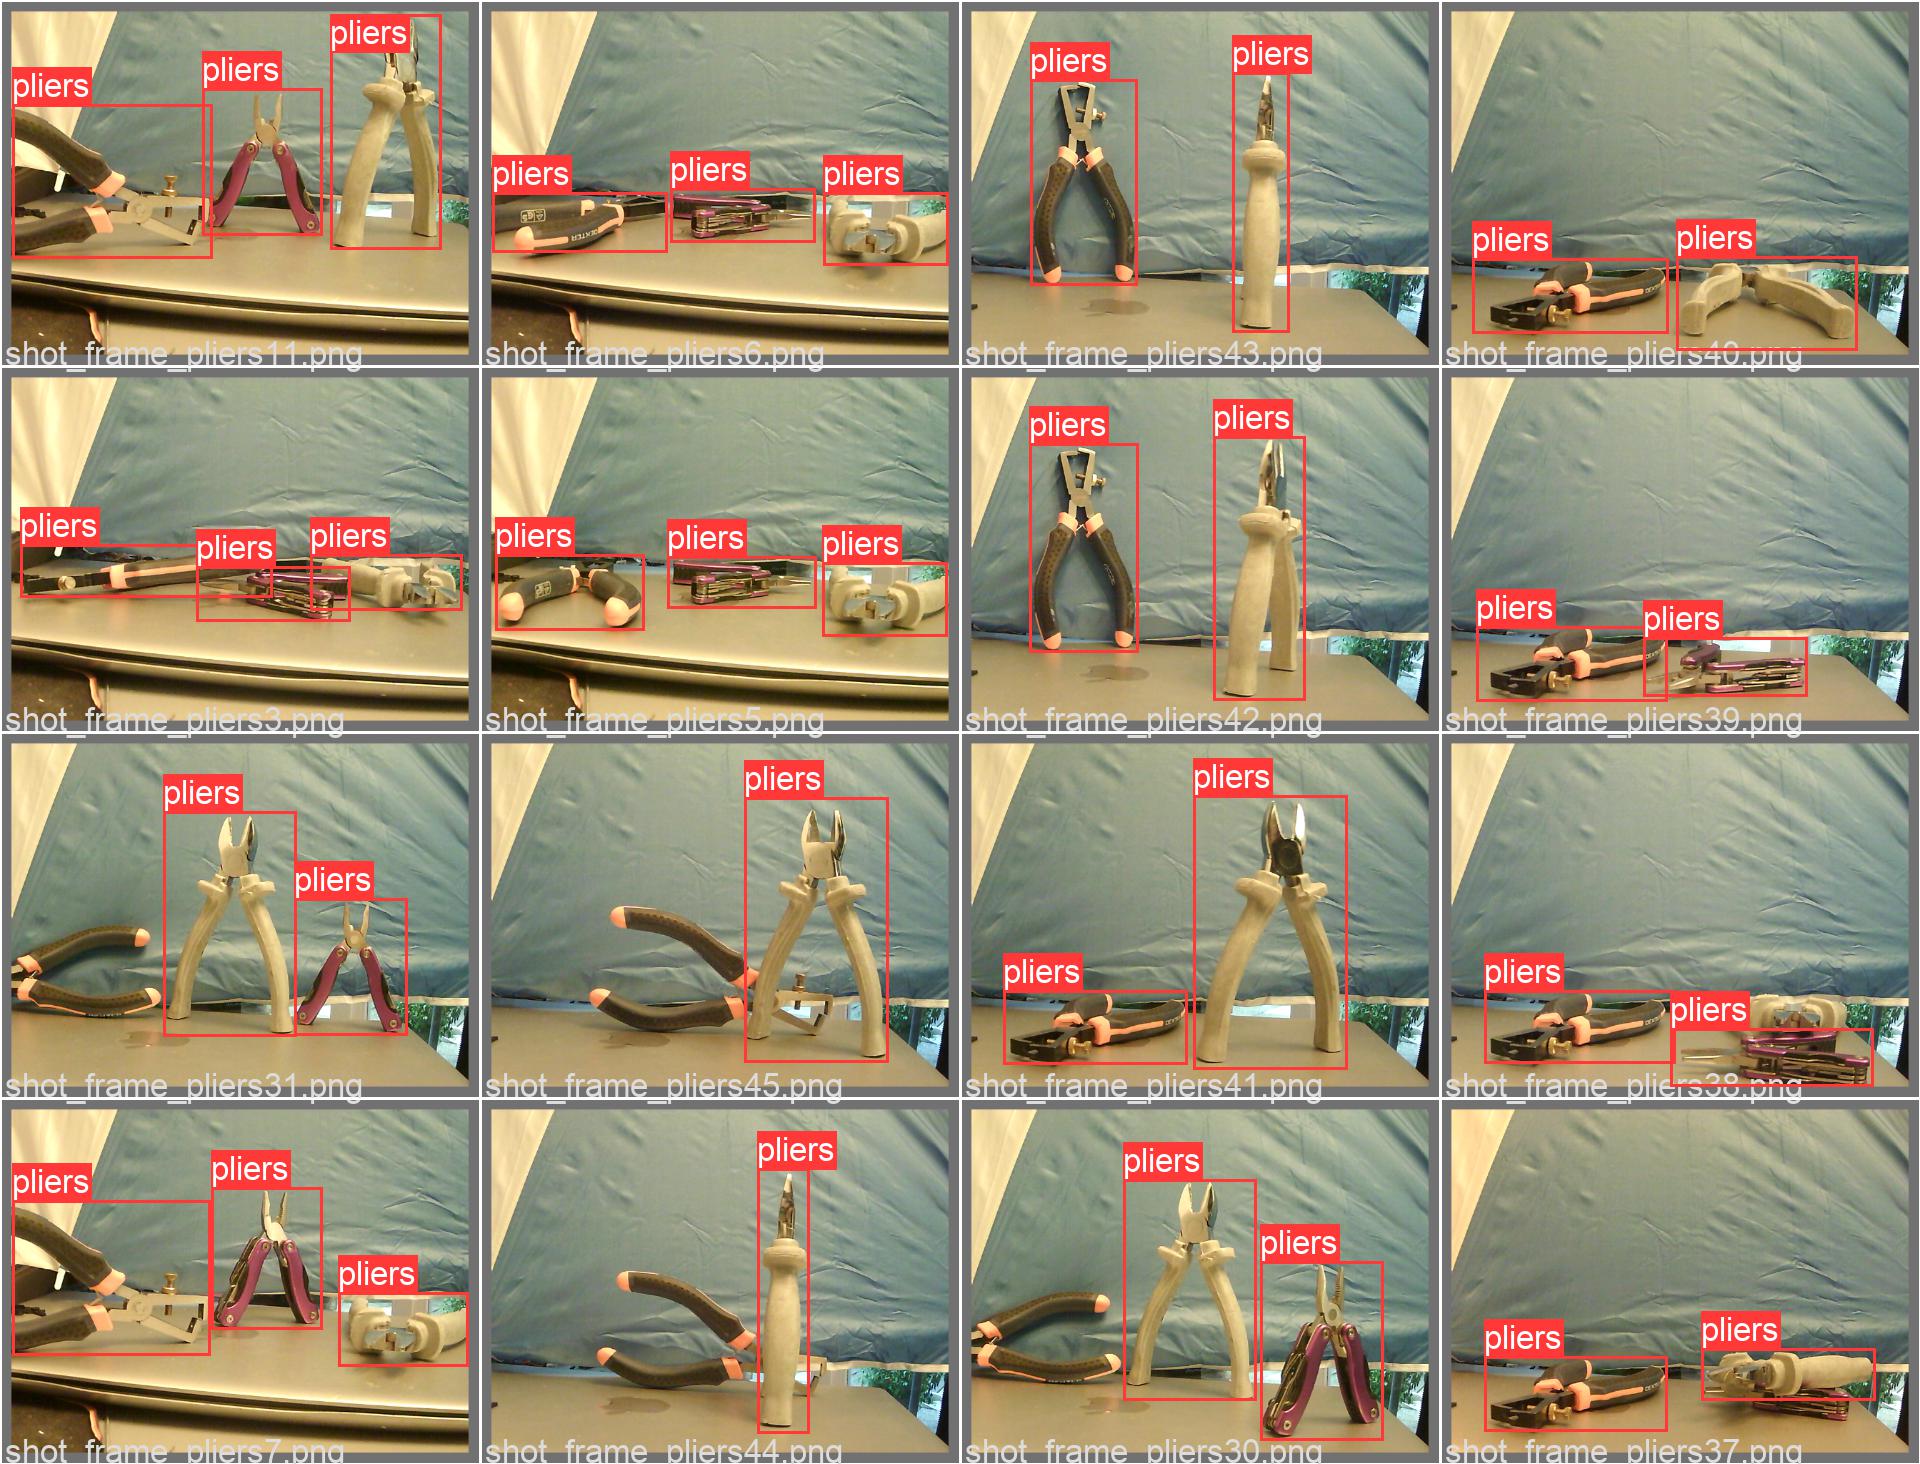 pliers
pliers
pliers
shot_frame_pliers11.png
pliers
pliers
pliers
DEXTER
shot_frame_pliers6.png
pliers
pliers
shot_frame_pliers43.png
pliers
pliers
shot_frame_pliers40.png
pliers
pliers
pliers
shot_frame_pliers3.png
pliers
pliers
pliers
shot_frame_pliers5.png
pliers
pliers
shot_frame_pliers42.png
pliers
pliers
shot_frame_pliers39.png
pliers
pliers
shot_frame_pliers31.png
pliers
shot_frame_pliers45.png
pliers
pliers
shot_frame_pliers41.png
pliers
pliers
shot_frame_pliers38.png
pliers
pliers
pliers
shot_frame_pliers7.png
pliers
shot_frame_pliers44.png
pliers
pliers
shot_frame_pliers30.png
pliers
pliers
shot_frame_pliers37.png